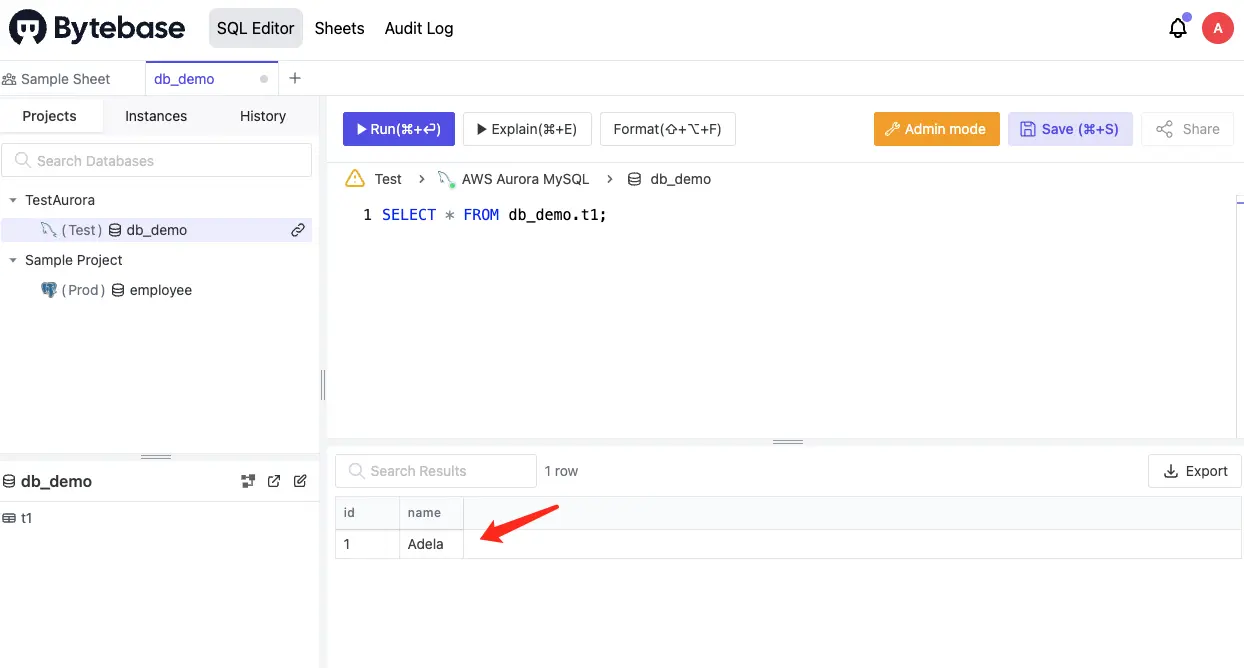 Bytebase SQL Editor Sheets Audit Log A
Sample Sheet db_demo +
Projects Instances History
Run(⌘+↵) Explain(⌘+E) Format(⇧+⌥+F) Admin mode Save (⌘+S) Share
Search Databases
Test > AWS Aurora MySQL > db_demo
TestAurora
1 SELECT * FROM db_demo.t1;
(Test) db_demo
Sample Project
(Prod) employee
db_demo
Search Results 1 row Export
id name
t1
1 Adela